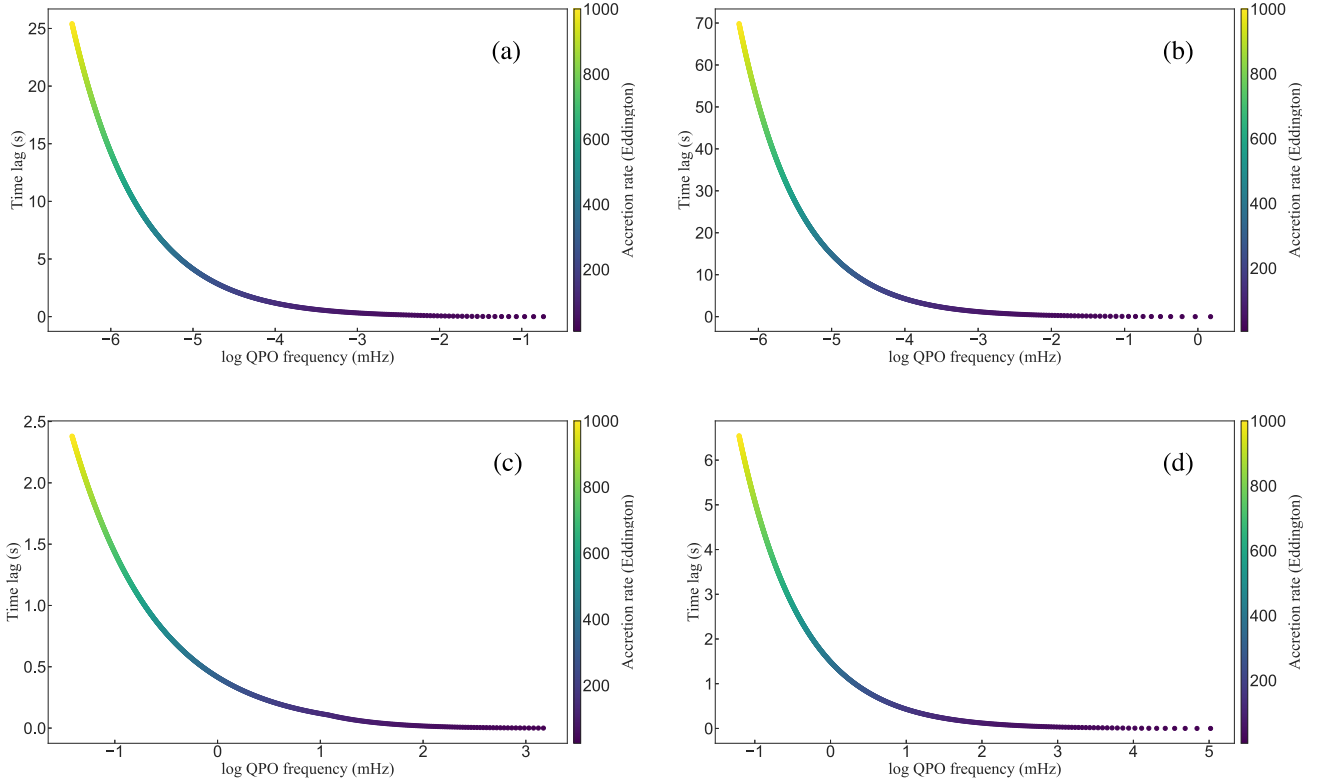 (a)
Time lag (s)
25
20
15
10
5
0
−6 −5 −4 −3 −2 −1
log QPO frequency (mHz)
1000
800
600
400
200
Accretion rate (Eddington)
(b)
Time lag (s)
70
60
50
40
30
20
10
0
−6 −5 −4 −3 −2 −1 0
log QPO frequency (mHz)
1000
800
600
400
200
Accretion rate (Eddington)
(c)
Time lag (s)
2.5
2.0
1.5
1.0
0.5
0.0
−1 0 1 2 3
log QPO frequency (mHz)
1000
800
600
400
200
Accretion rate (Eddington)
(d)
Time lag (s)
6
5
4
3
2
1
0
−1 0 1 2 3 4 5
log QPO frequency (mHz)
1000
800
600
400
200
Accretion rate (Eddington)